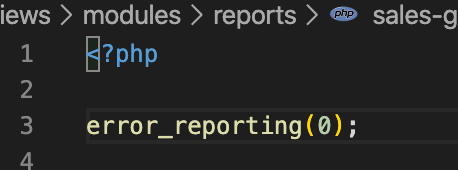 iews > modules > reports > php sales-g
1 <?php
2
3 error_reporting(0);
4